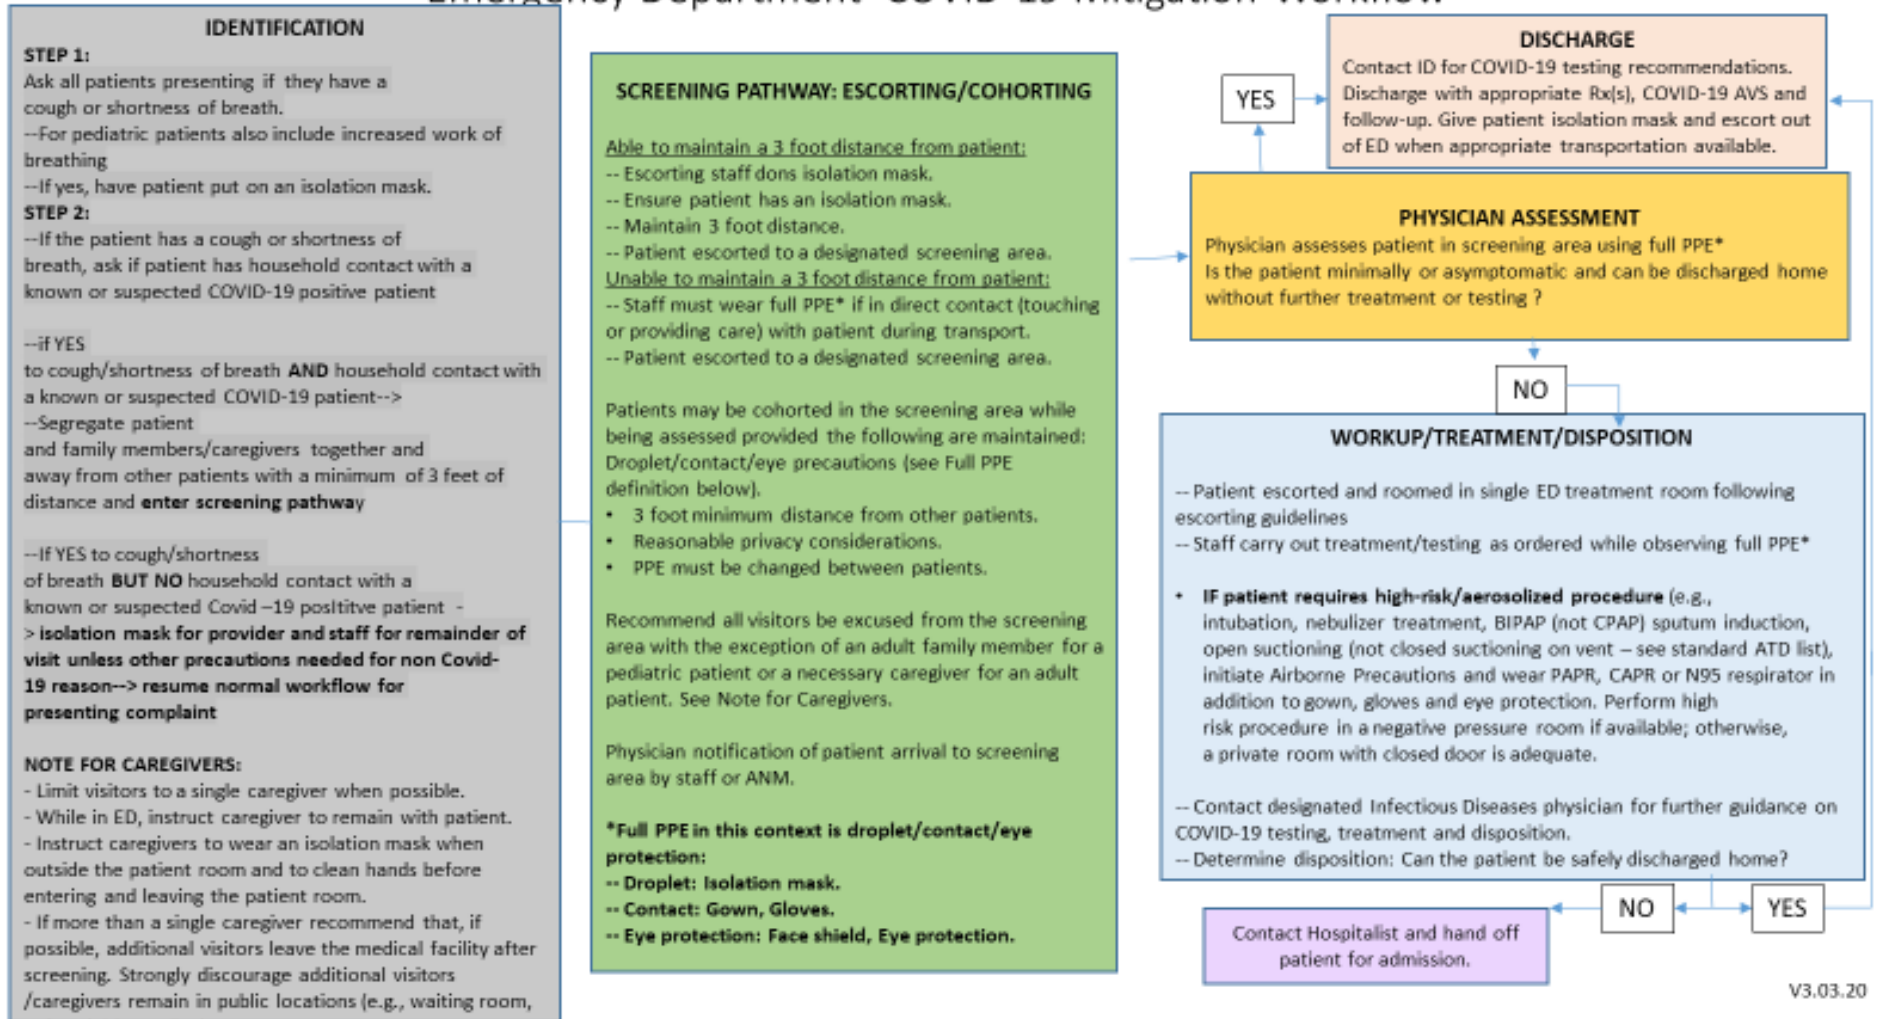 Emergency Department COVID-19 Mitigation Workflow
IDENTIFICATION
STEP 1:
Ask all patients presenting if they have a
cough or shortness of breath.
--For pediatric patients also include increased work of
breathing
--If yes, have patient put on an isolation mask.
STEP 2:
--If the patient has a cough or shortness of
breath, ask if patient has household contact with a
known or suspected COVID-19 positive patient
--if YES
to cough/shortness of breath AND household contact with
a known or suspected COVID-19 patient-->
--Segregate patient
and family members/caregivers together and
away from other patients with a minimum of 3 feet of
distance and enter screening pathway
--If YES to cough/shortness
of breath BUT NO household contact with a
known or suspected Covid –19 posItitve patient -
> isolation mask for provider and staff for remainder of
visit unless other precautions needed for non Covid-
19 reason--> resume normal workflow for
presenting complaint
NOTE FOR CAREGIVERS:
- Limit visitors to a single caregiver when possible.
- While in ED, instruct caregiver to remain with patient.
- Instruct caregivers to wear an isolation mask when
outside the patient room and to clean hands before
entering and leaving the patient room.
- If more than a single caregiver recommend that, if
possible, additional visitors leave the medical facility after
screening. Strongly discourage additional visitors
/caregivers remain in public locations (e.g., waiting room,
SCREENING PATHWAY: ESCORTING/COHORTING
Able to maintain a 3 foot distance from patient:
-- Escorting staff dons isolation mask.
-- Ensure patient has an isolation mask.
-- Maintain 3 foot distance.
-- Patient escorted to a designated screening area.
Unable to maintain a 3 foot distance from patient:
-- Staff must wear full PPE* if in direct contact (touching
or providing care) with patient during transport.
-- Patient escorted to a designated screening area.
Patients may be cohorted in the screening area while
being assessed provided the following are maintained:
Droplet/contact/eye precautions (see Full PPE
definition below).
• 3 foot minimum distance from other patients.
• Reasonable privacy considerations.
• PPE must be changed between patients.
Recommend all visitors be excused from the screening
area with the exception of an adult family member for a
pediatric patient or a necessary caregiver for an adult
patient. See Note for Caregivers.
Physician notification of patient arrival to screening
area by staff or ANM.
*Full PPE in this context is droplet/contact/eye
protection:
-- Droplet: Isolation mask.
-- Contact: Gown, Gloves.
-- Eye protection: Face shield, Eye protection.
YES
DISCHARGE
Contact ID for COVID-19 testing recommendations.
Discharge with appropriate Rx(s), COVID-19 AVS and
follow-up. Give patient isolation mask and escort out
of ED when appropriate transportation available.
PHYSICIAN ASSESSMENT
Physician assesses patient in screening area using full PPE*
Is the patient minimally or asymptomatic and can be discharged home
without further treatment or testing ?
NO
WORKUP/TREATMENT/DISPOSITION
-- Patient escorted and roomed in single ED treatment room following
escorting guidelines
-- Staff carry out treatment/testing as ordered while observing full PPE*
• IF patient requires high-risk/aerosolized procedure (e.g.,
intubation, nebulizer treatment, BIPAP (not CPAP) sputum induction,
open suctioning (not closed suctioning on vent – see standard ATD list),
initiate Airborne Precautions and wear PAPR, CAPR or N95 respirator in
addition to gown, gloves and eye protection. Perform high
risk procedure in a negative pressure room if available; otherwise,
a private room with closed door is adequate.
-- Contact designated Infectious Diseases physician for further guidance on
COVID-19 testing, treatment and disposition.
-- Determine disposition: Can the patient be safely discharged home?
NO
YES
Contact Hospitalist and hand off
patient for admission.
V3.03.20